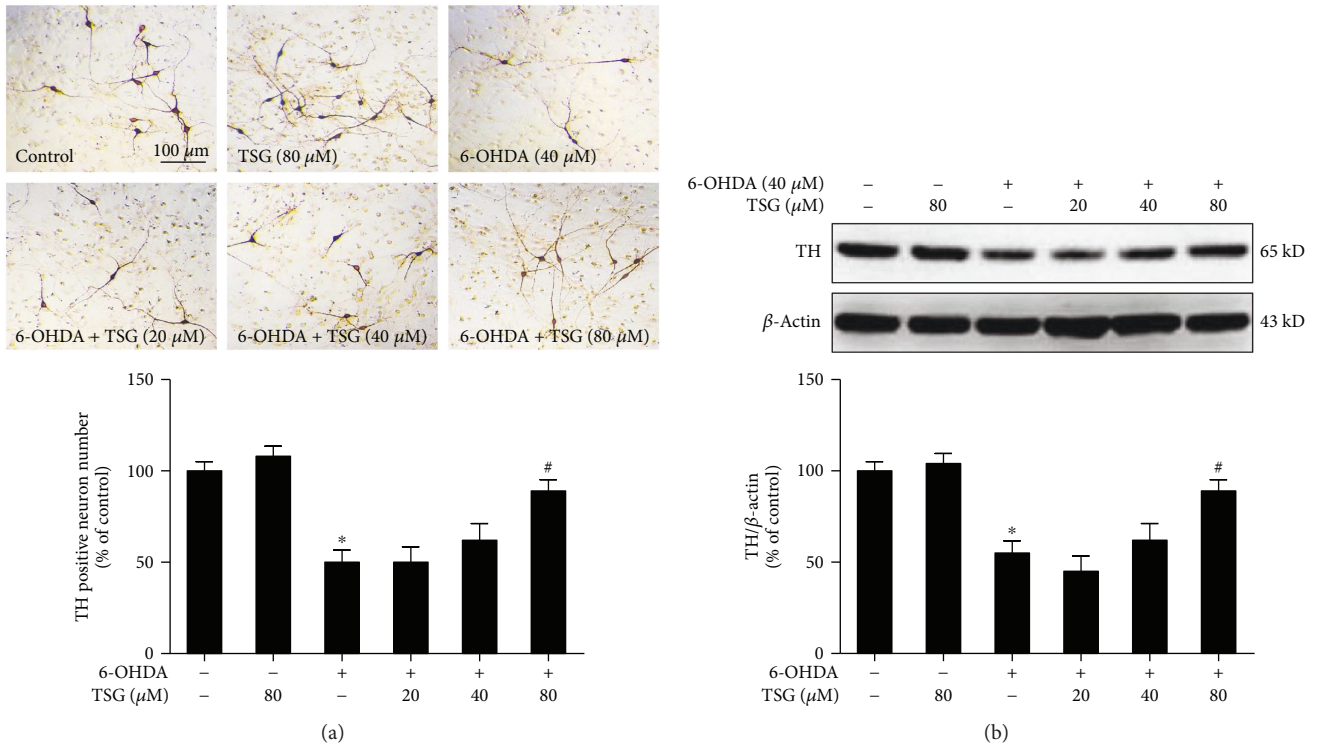 Control
100 μm
TSG (80 μM)
6-OHDA (40 μM)
6-OHDA + TSG (20 μM)
6-OHDA + TSG (40 μM)
6-OHDA + TSG (80 μM)
150
100
50
0
TH positive neuron number
(% of control)
*
#
6-OHDA – – + + + +
TSG (μM) – 80 – 20 40 80
(a)
6-OHDA (40 μM) – – + + + +
TSG (μM) – 80 – 20 40 80
TH 65 kD
β-Actin 43 kD
150
100
50
0
TH/β-actin
(% of control)
*
#
6-OHDA – – + + + +
TSG (μM) – 80 – 20 40 80
(b)